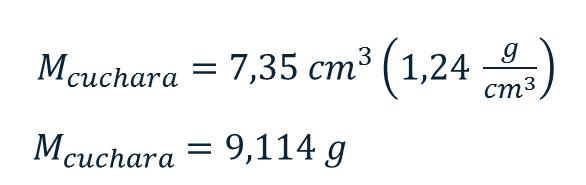 M_cuchara = 7,35 cm³ (1,24 g/cm³)
M_cuchara = 9,114 g